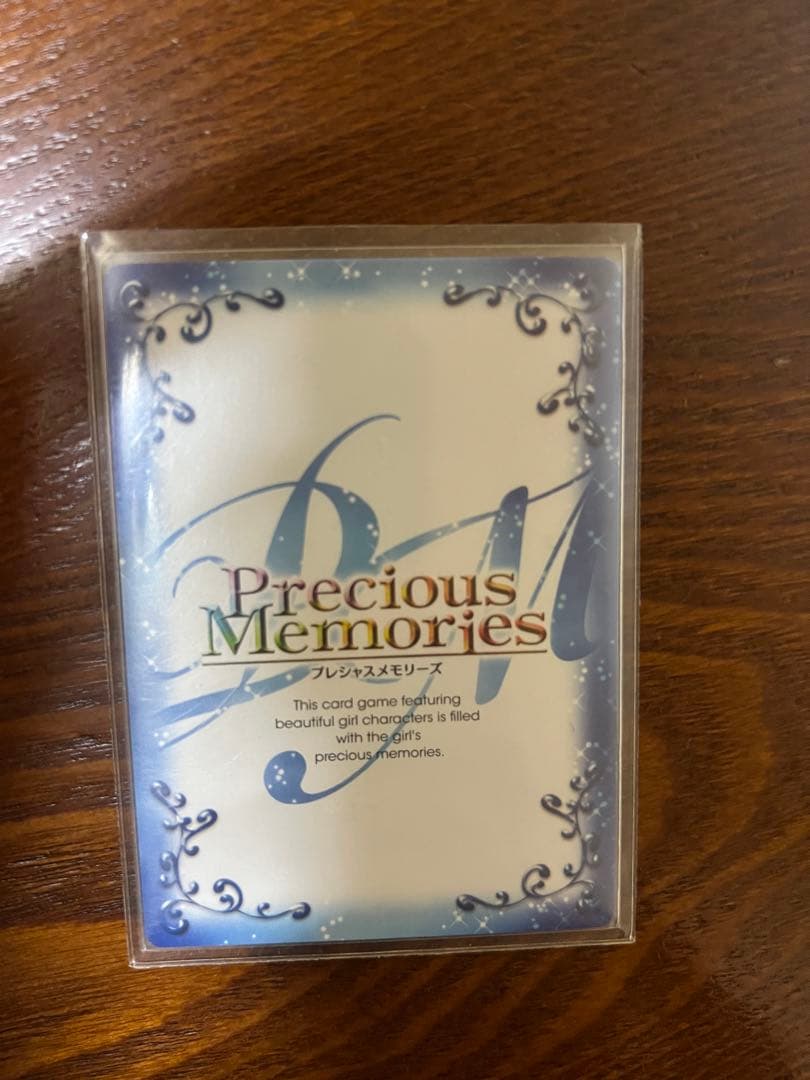 Precious
Memories
プレシャスメモリーズ
This card game featuring
beautiful girl characters is filled
with the girl's
precious memories.